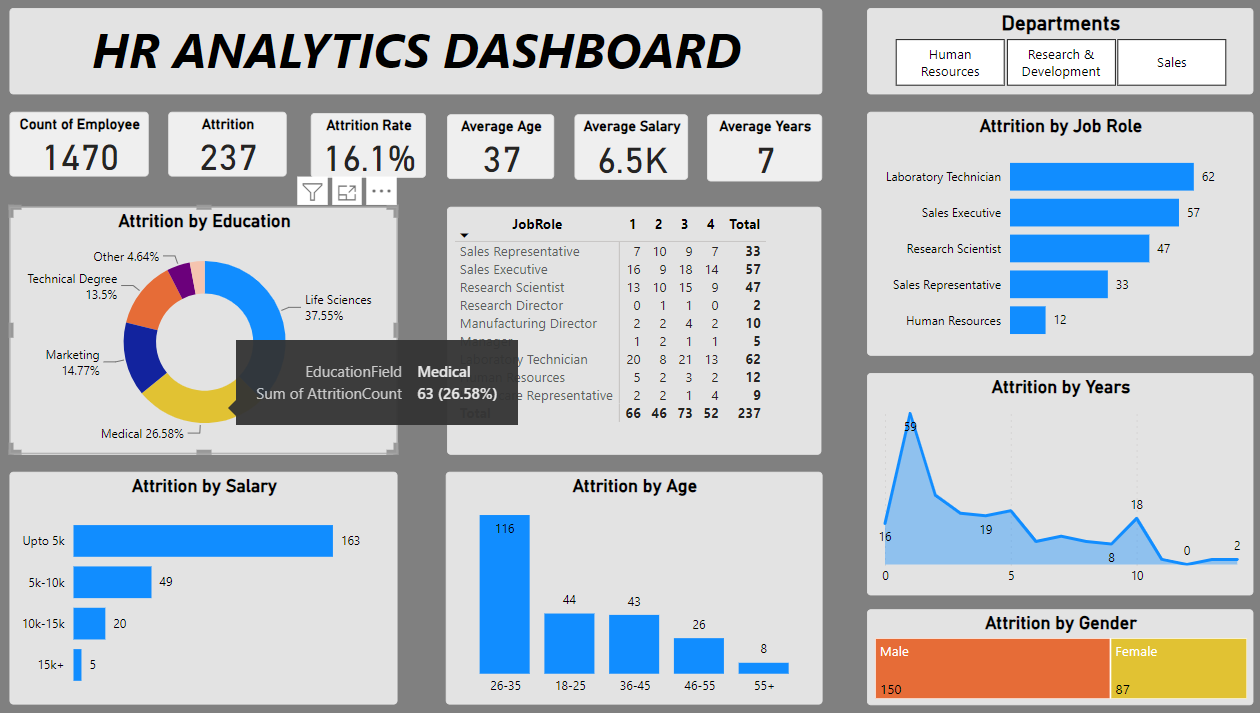 HR ANALYTICS DASHBOARD
Departments
Human Resources
Research & Development
Sales
Count of Employee
1470
Attrition
237
Attrition Rate
16.1%
Average Age
37
Average Salary
6.5K
Average Years
7
Attrition by Education
Other 4.64%
Technical Degree
13.5%
Life Sciences
37.55%
Marketing
14.77%
Medical 26.58%
EducationField Medical
Sum of AttritionCount 63 (26.58%)
JobRole 1 2 3 4 Total
Sales Representative 7 10 9 7 33
Sales Executive 16 9 18 14 57
Research Scientist 13 10 15 9 47
Research Director 0 1 1 0 2
Manufacturing Director 2 2 4 2 10
Manager 1 2 1 1 5
Laboratory Technician 20 8 21 13 62
Human Resources 5 2 3 2 12
Representative 2 2 1 4 9
Total 66 46 73 52 237
Attrition by Job Role
Laboratory Technician 62
Sales Executive 57
Research Scientist 47
Sales Representative 33
Human Resources 12
Attrition by Years
59
18
16
19
8
0
2
0 5 10
Attrition by Salary
Upto 5k 163
5k-10k 49
10k-15k 20
15k+ 5
Attrition by Age
116
44
43
26
8
26-35 18-25 36-45 46-55 55+
Attrition by Gender
Male
150
Female
87